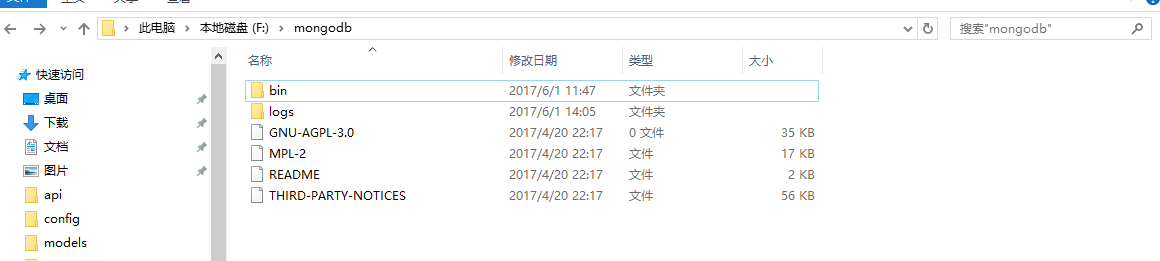 此电脑 本地磁盘 (F:) mongodb 搜索"mongodb"
快速访问
桌面
下载
文档
图片
api
config
models
名称 修改日期 类型 大小
bin 2017/6/1 11:47 文件夹
logs 2017/6/1 14:05 文件夹
GNU-AGPL-3.0 2017/4/20 22:17 0 文件 35 KB
MPL-2 2017/4/20 22:17 文件 17 KB
README 2017/4/20 22:17 文件 2 KB
THIRD-PARTY-NOTICES 2017/4/20 22:17 文件 56 KB